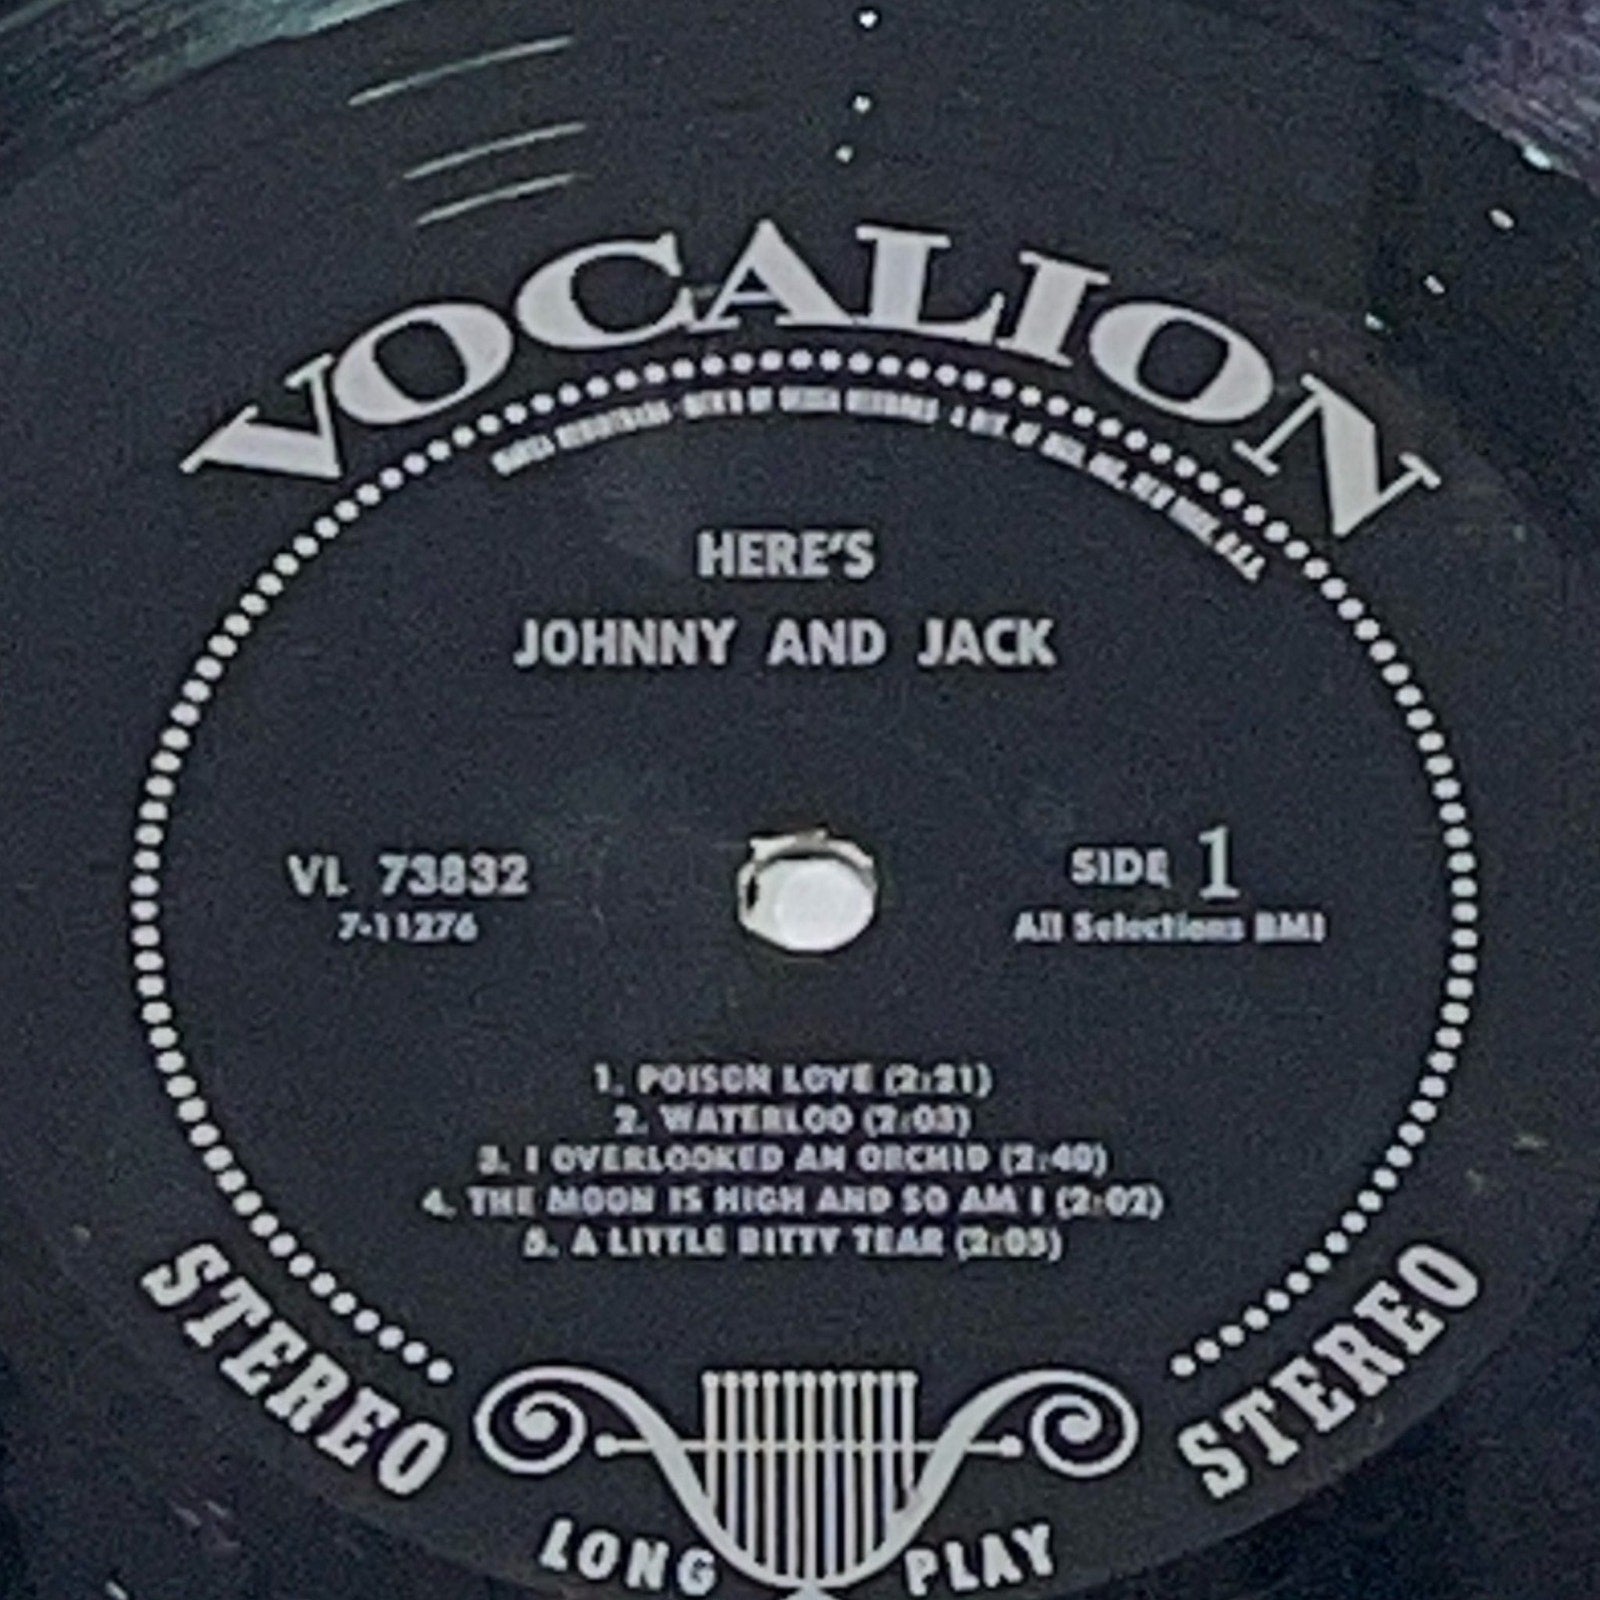 VOCALION
HERE'S
JOHNNY AND JACK
VL 73832
7-11276
SIDE 1
All Selections BMI
1. POISON LOVE (2:21)
2. WATERLOO (2:03)
3. I OVERLOOKED AN ORCHID (2:40)
4. THE MOON IS HIGH AND SO AM I (2:02)
5. A LITTLE BITTY TEAR (2:05)
STEREO
STEREO
LONG PLAY